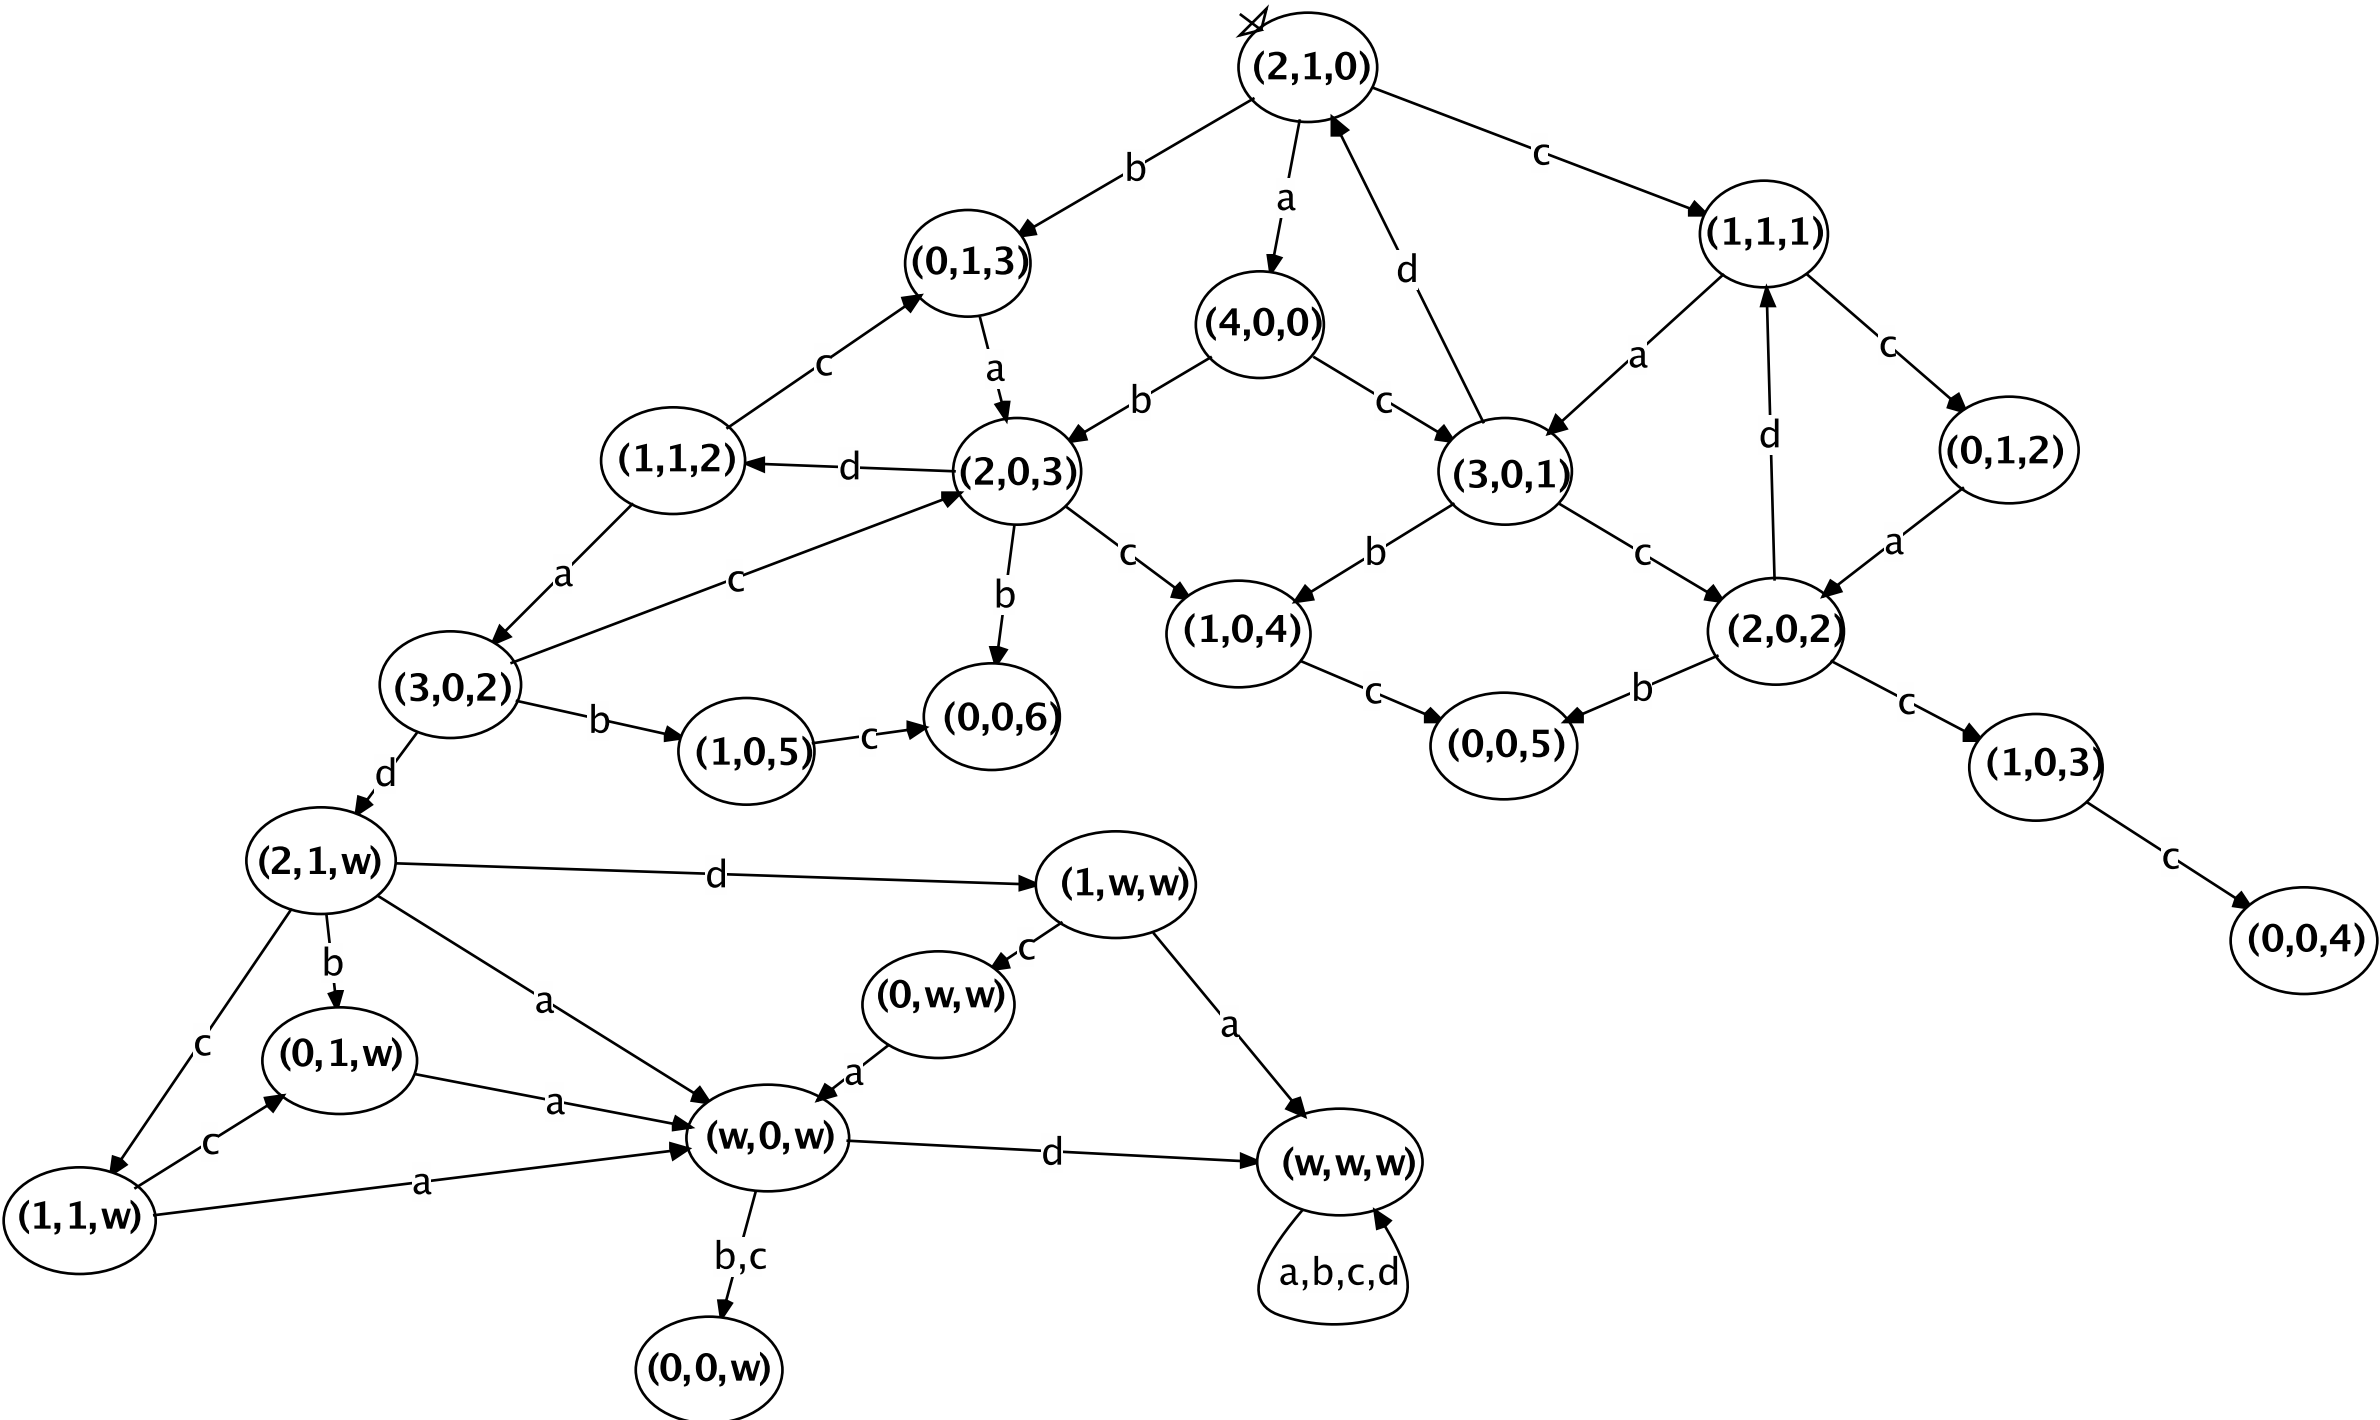 (2,1,0)
b
c
a
(0,1,3)
(1,1,1)
d
(4,0,0)
c
a
a
c
b
c
d
(1,1,2)
d
(2,0,3)
(3,0,1)
(0,1,2)
a
c
b
c
b
c
a
(1,0,4)
(2,0,2)
(3,0,2)
b
c
(0,0,6)
c
b
c
(1,0,5)
(0,0,5)
(1,0,3)
d
c
(2,1,w)
d
(1,w,w)
(0,0,4)
b
c
a
(0,w,w)
c
(0,1,w)
a
a
a
c
(w,0,w)
d
(w,w,w)
(1,1,w)
a
b,c
a,b,c,d
(0,0,w)